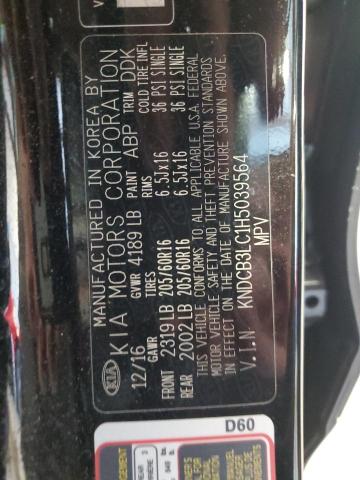 MANUFACTURED IN KOREA BY
KIA MOTORS CORPORATION
12/16 GVWR 4189 LB PAINT ABP TRIM DDK
GAWR TIRES RIMS COLD TIRE INFL
FRONT 2319 LB 205/60R16 6.5Jx16 36 PSI SINGLE
REAR 2002 LB 205/60R16 6.5Jx16 36 PSI SINGLE
THIS VEHICLE CONFORMS TO ALL APPLICABLE U.S.A. FEDERAL
MOTOR VEHICLE SAFETY AND THEFT PREVENTION STANDARDS
IN EFFECT ON THE DATE OF MANUFACTURE SHOWN ABOVE.
V.I.N KNDCB3LC1H5039564
MPV
KIA
D60